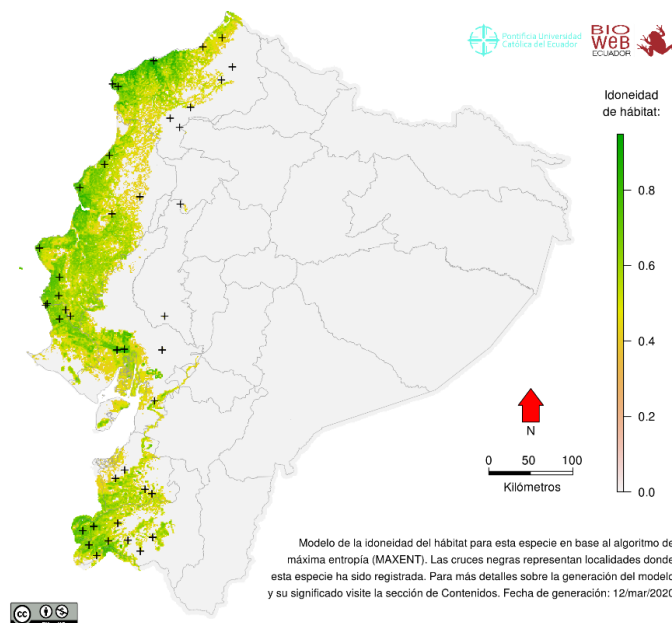 Pontificia Universidad
Católica del Ecuador
BIO
WeB
ECUADOR
Idoneidad
de hábitat:
0.8
0.6
0.4
0.2
0.0
N
0 50 100
Kilómetros
Modelo de la idoneidad del hábitat para esta especie en base al algoritmo de
máxima entropía (MAXENT). Las cruces negras representan localidades donde
esta especie ha sido registrada. Para más detalles sobre la generación del modelo
y su significado visite la sección de Contenidos. Fecha de generación: 12/mar/2020
cc